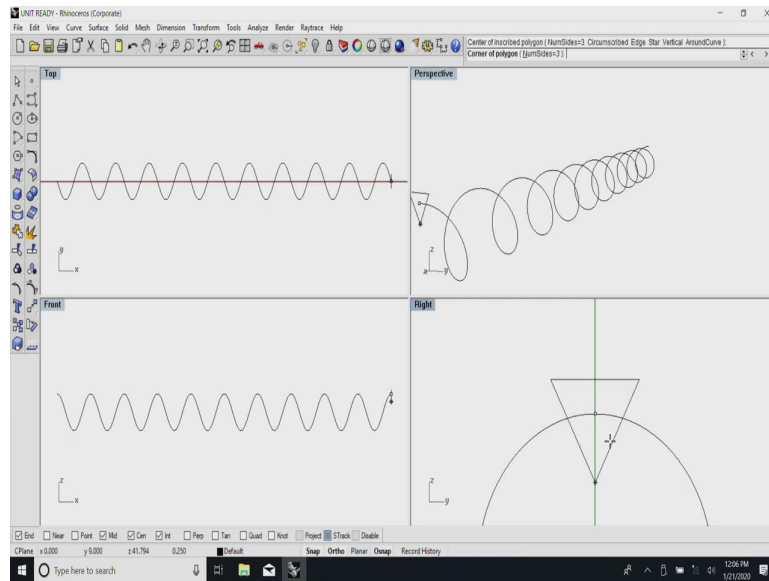 UNIT READY - Rhinoceros (Corporate)
File Edit View Curve Surface Solid Mesh Dimension Transform Tools Analyze Render Raytrace Help
Center of inscribed polygon ( NumSides=3 Circumscribed Edge Star Vertical AroundCurve ):
Corner of polygon ( NumSides=3 ):
Top
Perspective
y
x
z
x
y
Front
Right
z
x
z
y
End Near Point Mid Cen Int Perp Tan Quad Knot Project STrack Disable
CPlane x 0.000 y 9.000 z 41.794 0.250 Default Snap Ortho Planar Osnap Record History
Type here to search
12:06 PM
1/21/2020